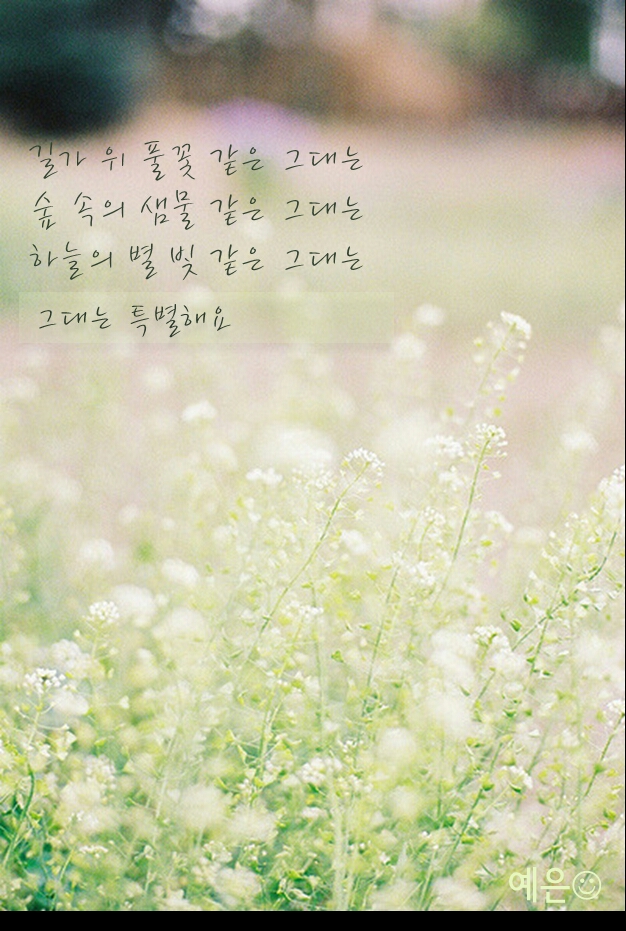 길가 위 풀꽃 같은 그대는
숲 속의 샘물 같은 그대는
하늘의 별 빛 같은 그대는
그대는 특별해요
예은☺